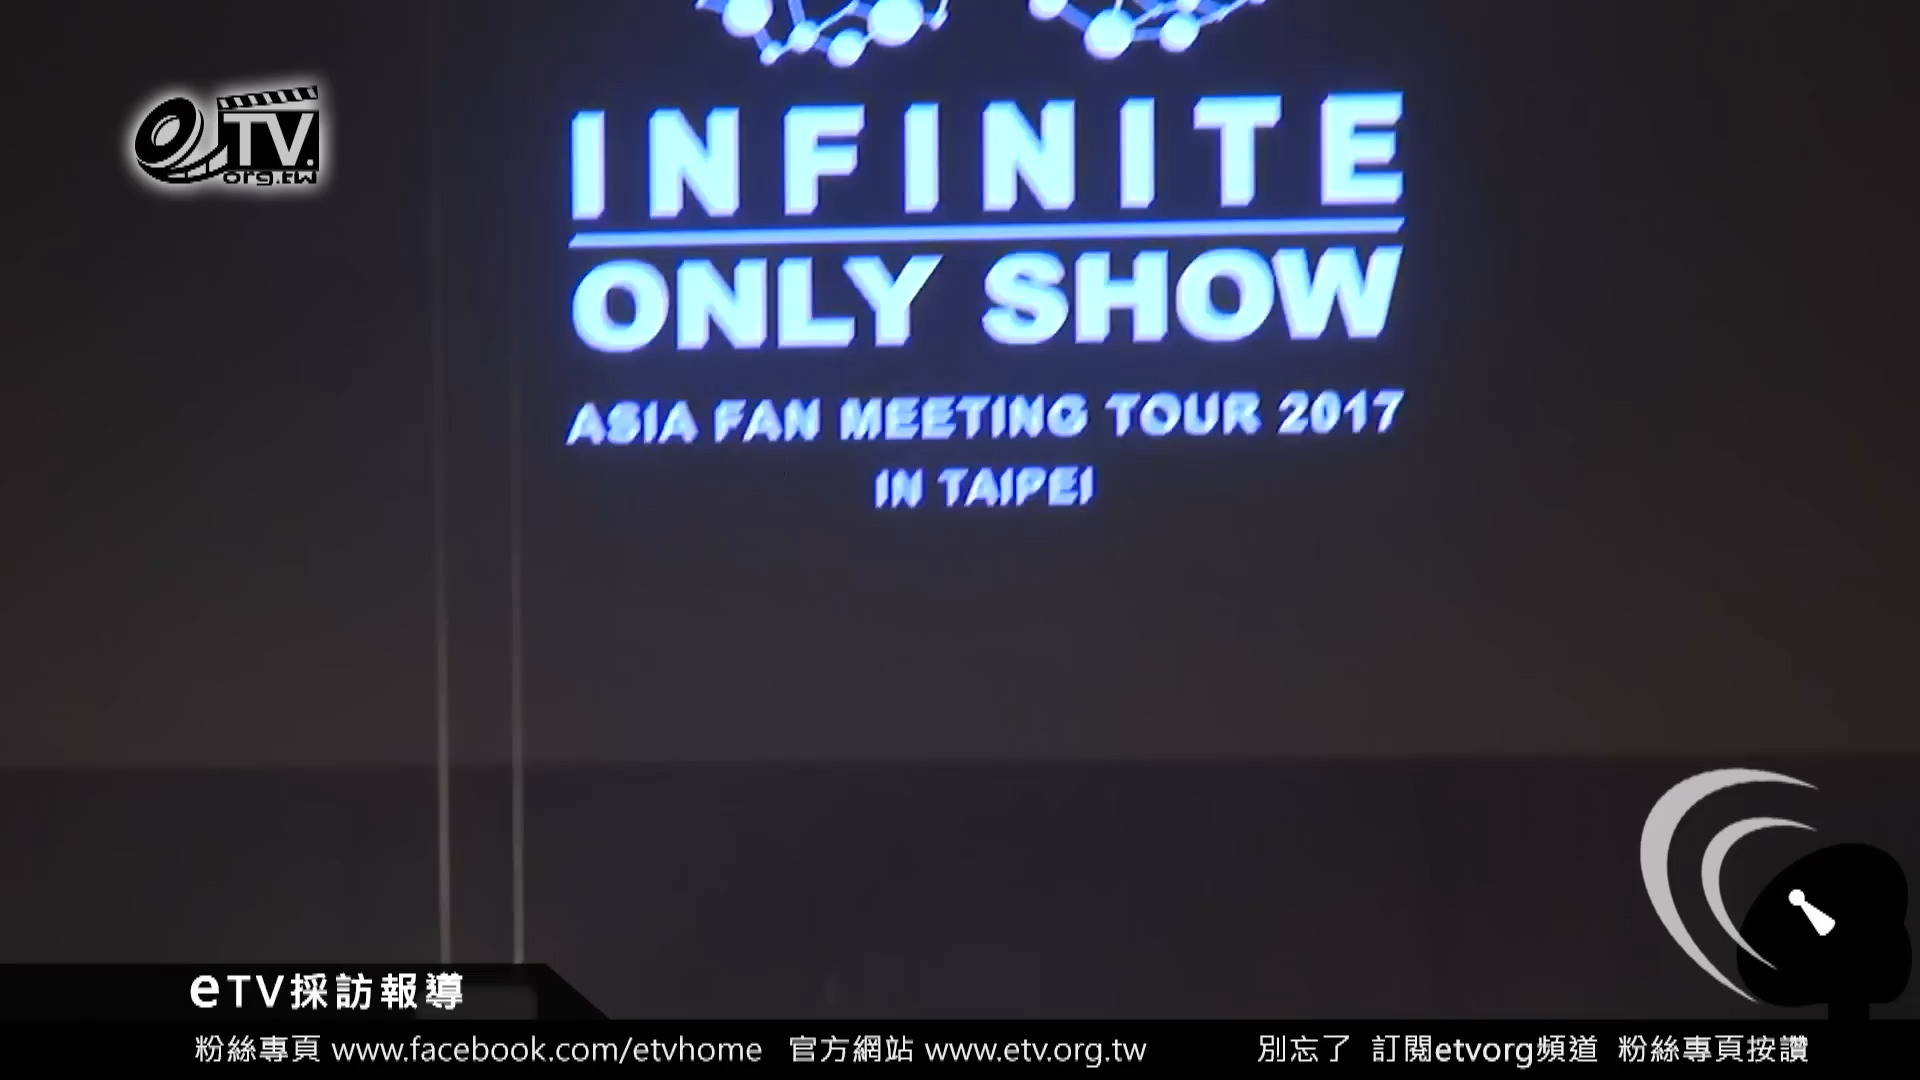 eTV.
org.tw
INFINITE
ONLY SHOW
ASIA FAN MEETING TOUR 2017
IN TAIPEI
eTV採訪報導
粉絲專頁 www.facebook.com/etvhome 官方網站 www.etv.org.tw 別忘了 訂閱etvorg頻道 粉絲專頁按讚